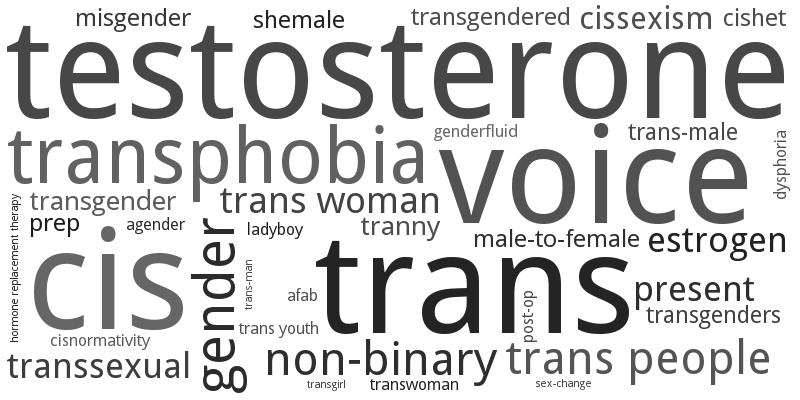 misgender
shemale
transgendered
cissexism
cishet
testosterone
transphobia
genderfluid
trans-male
voice
dysphoria
transgender
trans woman
hormone replacement therapy
prep
agender
ladyboy
tranny
male-to-female
estrogen
cis
gender
trans-man
trans
afab
post-op
present
trans youth
transgenders
cisnormativity
transsexual
non-binary
trans people
transgirl
transwoman
sex-change